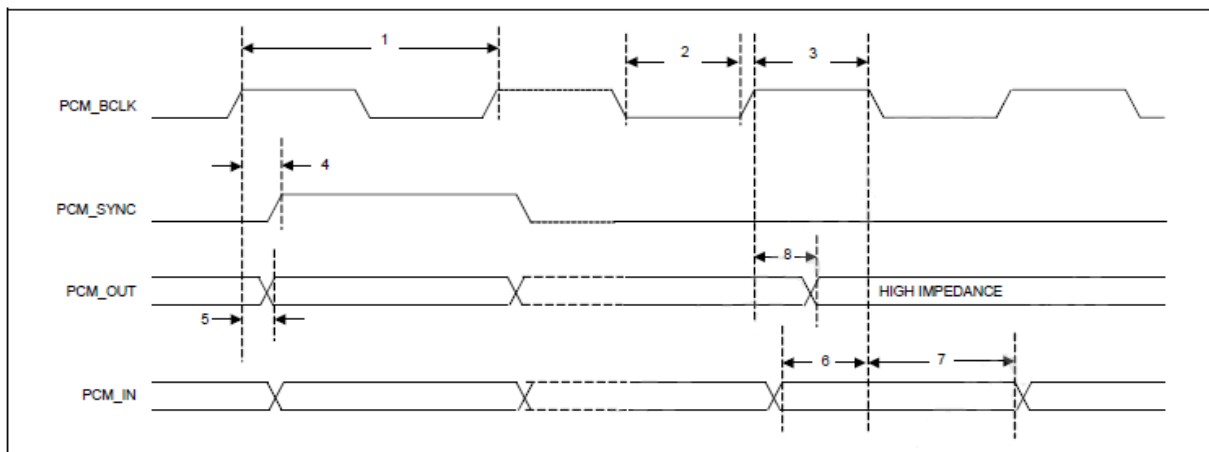 1
2
3
PCM_BCLK
4
PCM_SYNC
8
PCM_OUT
HIGH IMPEDANCE
5
6
7
PCM_IN